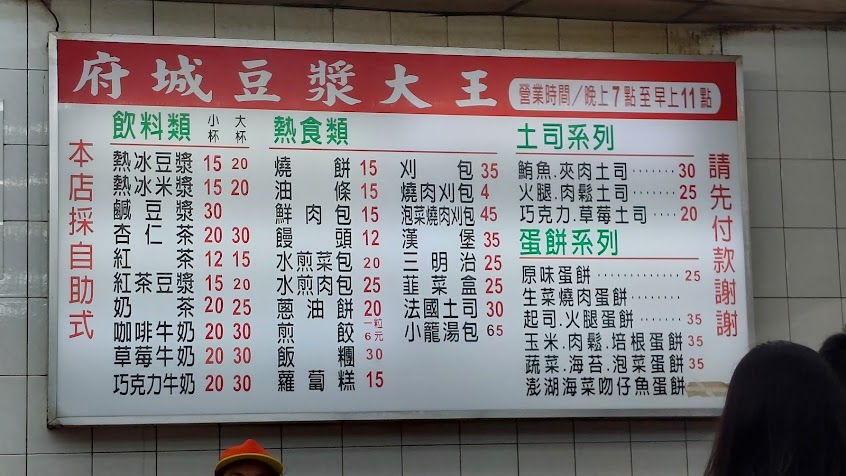 府城豆漿大王
營業時間／晚上7點至早上11點
本店採自助式
飲料類 小杯 大杯
熱冰豆漿 15 20
熱冰米漿 15 20
鹹豆漿 30
杏仁茶 20 30
紅茶 12 15
紅茶豆漿 15 20
奶茶 20 25
咖啡牛奶 20 30
草莓牛奶 20 30
巧克力牛奶 20 30
熱食類
燒餅 15
油條 15
鮮肉包 15
饅頭 12
水煎菜包 20
水煎肉包 25
蔥油餅 20
煎餃 一粒6元
飯糰 30
蘿蔔糕 15
刈包 35
燒肉刈包 4
泡菜燒肉刈包 45
漢堡 35
三明治 25
韮菜盒 25
法國土司 30
小籠湯包 65
土司系列
鮪魚.夾肉土司 ······· 30
火腿.肉鬆土司 ······· 25
巧克力.草莓土司 ···· 20
蛋餅系列
原味蛋餅 ·············· 25
生菜燒肉蛋餅 ·········
起司.火腿蛋餅 ······· 35
玉米.肉鬆.培根蛋餅 35
蔬菜.海苔.泡菜蛋餅 35
澎湖海菜吻仔魚蛋餅
請先付款謝謝